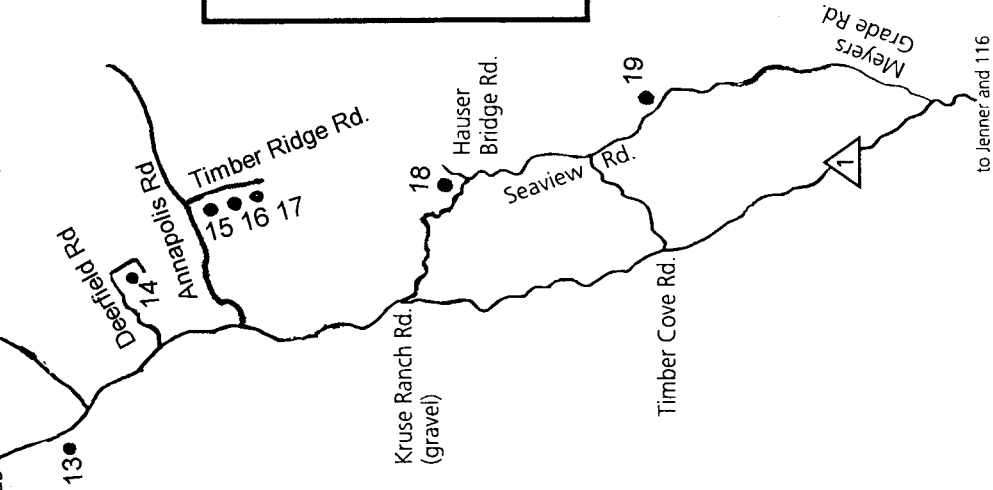 Meyers
Grade Rd.
to Jenner and 116
19
Hauser
Bridge Rd.
18
Timber Ridge Rd.
Annapolis Rd
15 16 17
Deerfield Rd
14
Seaview Rd.
1
Timber Cove Rd.
Kruse Ranch Rd.
(gravel)
13